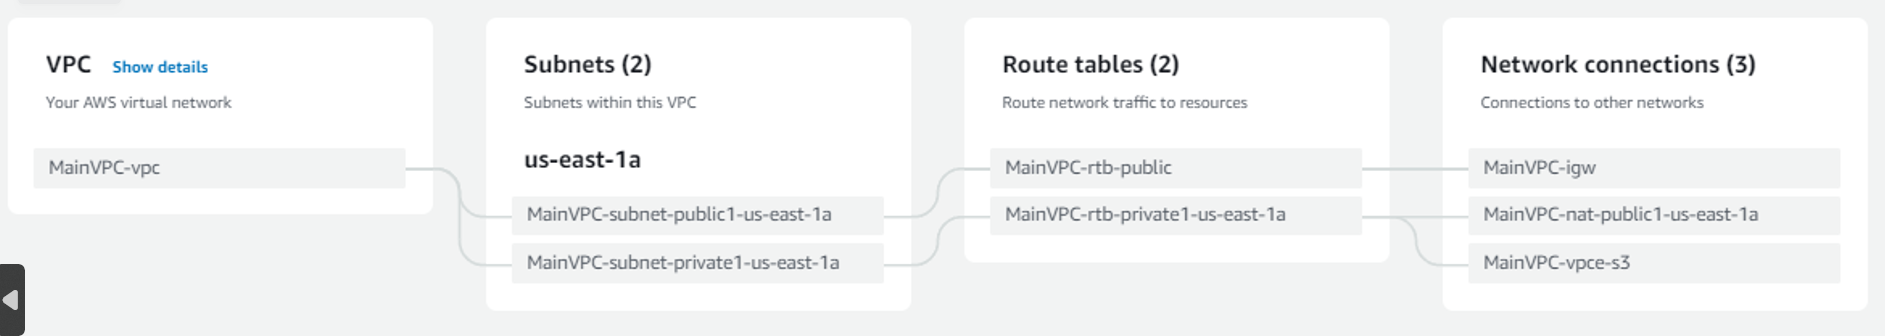 VPC Show details
Your AWS virtual network
MainVPC-vpc
Subnets (2)
Subnets within this VPC
us-east-1a
MainVPC-subnet-public1-us-east-1a
MainVPC-subnet-private1-us-east-1a
Route tables (2)
Route network traffic to resources
MainVPC-rtb-public
MainVPC-rtb-private1-us-east-1a
Network connections (3)
Connections to other networks
MainVPC-igw
MainVPC-nat-public1-us-east-1a
MainVPC-vpce-s3